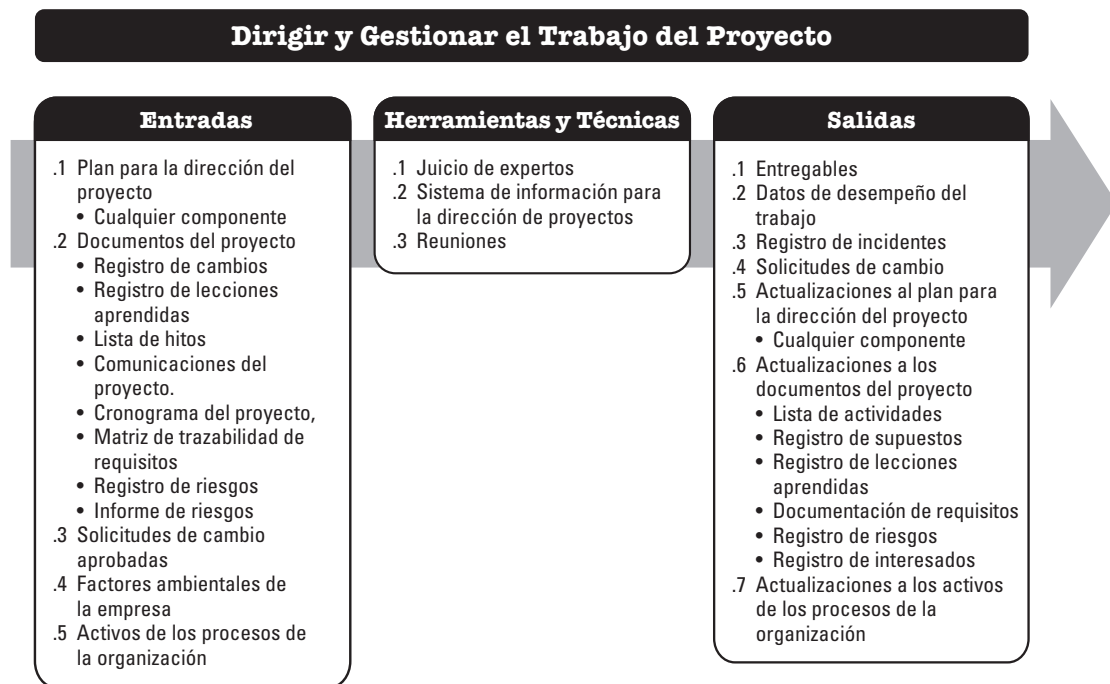 Dirigir y Gestionar el Trabajo del Proyecto
Entradas
.1 Plan para la dirección del
proyecto
• Cualquier componente
.2 Documentos del proyecto
• Registro de cambios
• Registro de lecciones
aprendidas
• Lista de hitos
• Comunicaciones del
proyecto.
• Cronograma del proyecto,
• Matriz de trazabilidad de
requisitos
• Registro de riesgos
• Informe de riesgos
.3 Solicitudes de cambio
aprobadas
.4 Factores ambientales de
la empresa
.5 Activos de los procesos de
la organización
Herramientas y Técnicas
.1 Juicio de expertos
.2 Sistema de información para
la dirección de proyectos
.3 Reuniones
Salidas
.1 Entregables
.2 Datos de desempeño del
trabajo
.3 Registro de incidentes
.4 Solicitudes de cambio
.5 Actualizaciones al plan para
la dirección del proyecto
• Cualquier componente
.6 Actualizaciones a los
documentos del proyecto
• Lista de actividades
• Registro de supuestos
• Registro de lecciones
aprendidas
• Documentación de requisitos
• Registro de riesgos
• Registro de interesados
.7 Actualizaciones a los activos
de los procesos de la
organización